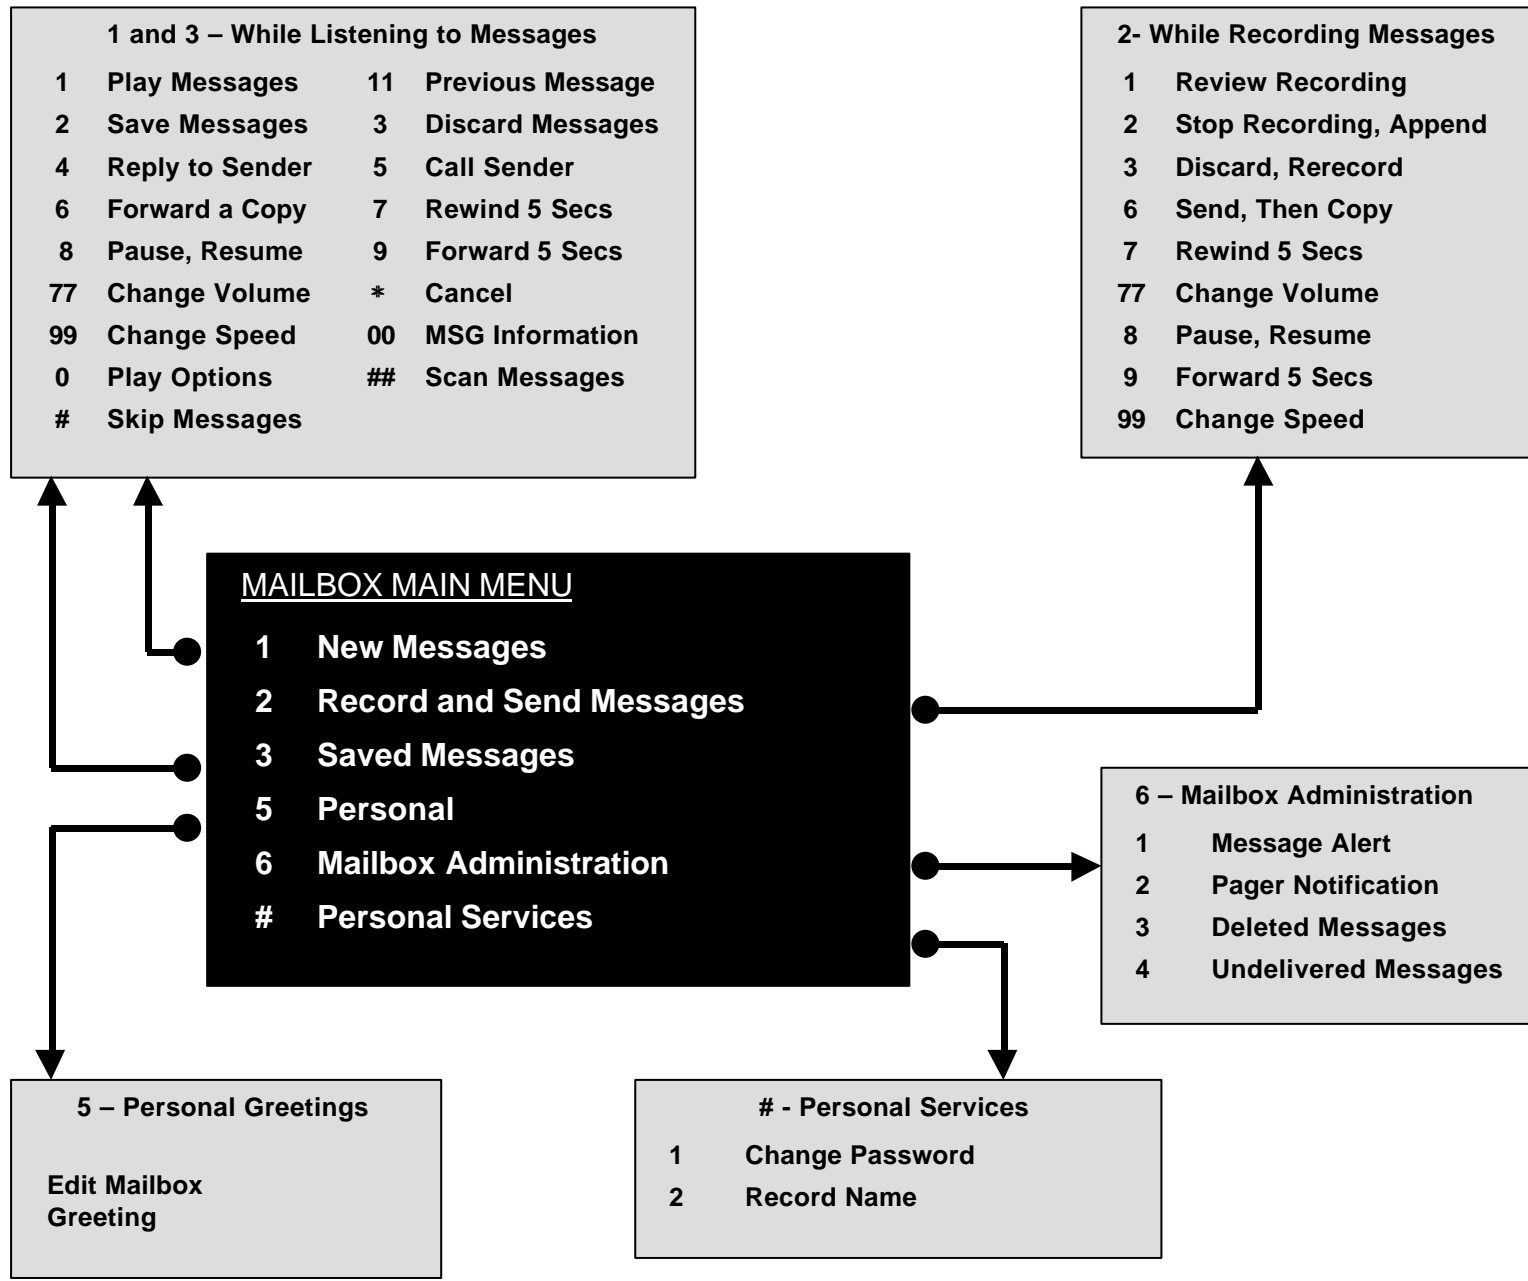 1 and 3 – While Listening to Messages
1 Play Messages 11 Previous Message
2 Save Messages 3 Discard Messages
4 Reply to Sender 5 Call Sender
6 Forward a Copy 7 Rewind 5 Secs
8 Pause, Resume 9 Forward 5 Secs
77 Change Volume * Cancel
99 Change Speed 00 MSG Information
0 Play Options ## Scan Messages
# Skip Messages
2- While Recording Messages
1 Review Recording
2 Stop Recording, Append
3 Discard, Rerecord
6 Send, Then Copy
7 Rewind 5 Secs
77 Change Volume
8 Pause, Resume
9 Forward 5 Secs
99 Change Speed
MAILBOX MAIN MENU
1 New Messages
2 Record and Send Messages
3 Saved Messages
5 Personal
6 Mailbox Administration
# Personal Services
6 – Mailbox Administration
1 Message Alert
2 Pager Notification
3 Deleted Messages
4 Undelivered Messages
5 – Personal Greetings
Edit Mailbox
Greeting
# - Personal Services
1 Change Password
2 Record Name